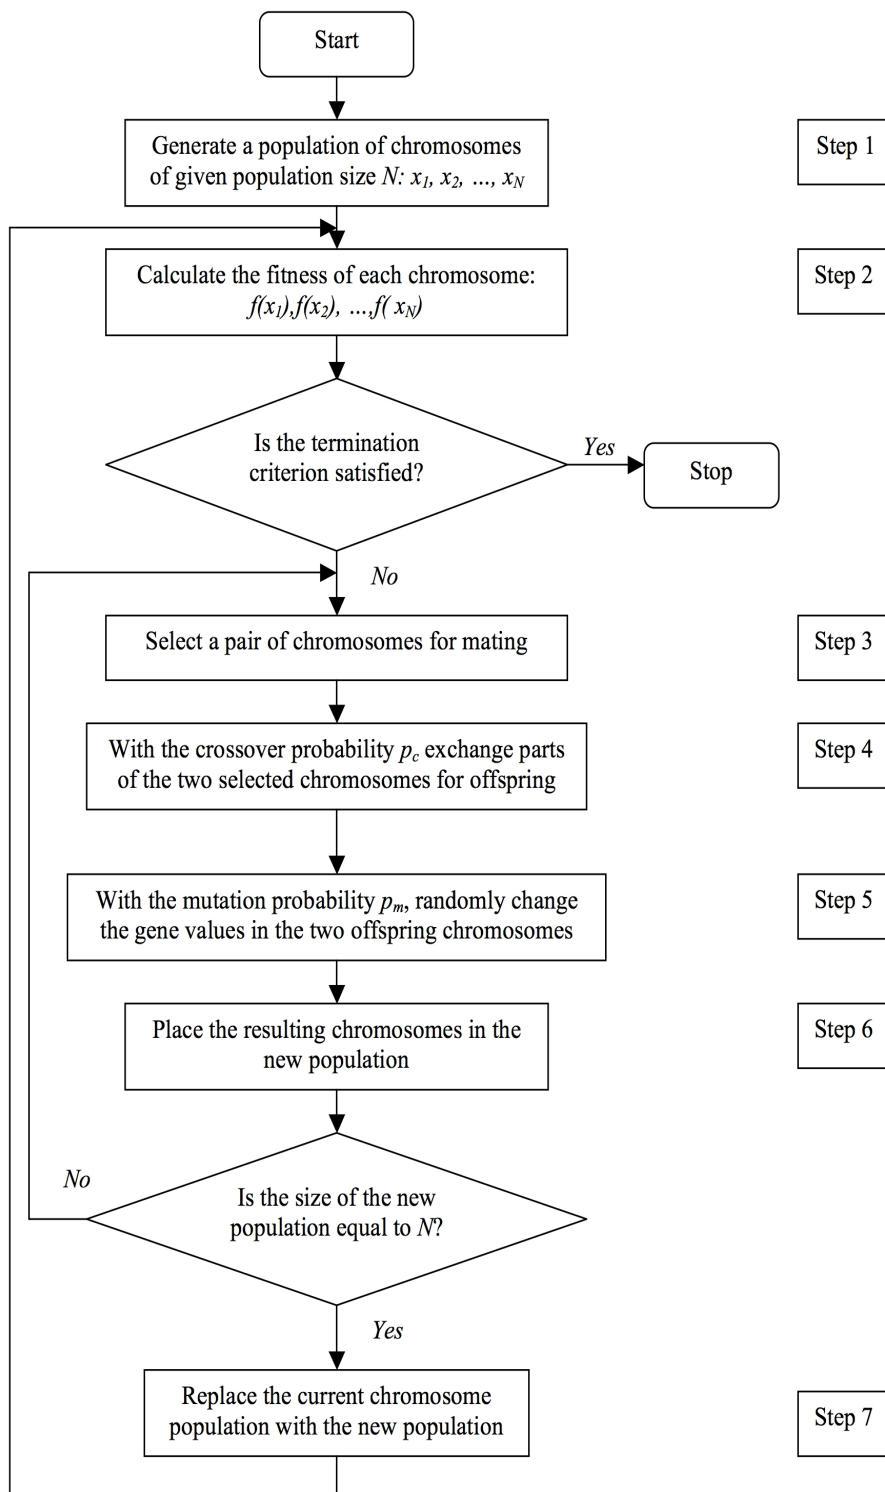 Start
Generate a population of chromosomes
of given population size N: x₁, x₂, ..., x_N
Step 1
Calculate the fitness of each chromosome:
f(x₁),f(x₂), ...,f( x_N)
Step 2
Is the termination
criterion satisfied?
Yes
Stop
No
Select a pair of chromosomes for mating
Step 3
With the crossover probability p_c exchange parts
of the two selected chromosomes for offspring
Step 4
With the mutation probability p_m, randomly change
the gene values in the two offspring chromosomes
Step 5
Place the resulting chromosomes in the
new population
Step 6
No
Is the size of the new
population equal to N?
Yes
Replace the current chromosome
population with the new population
Step 7